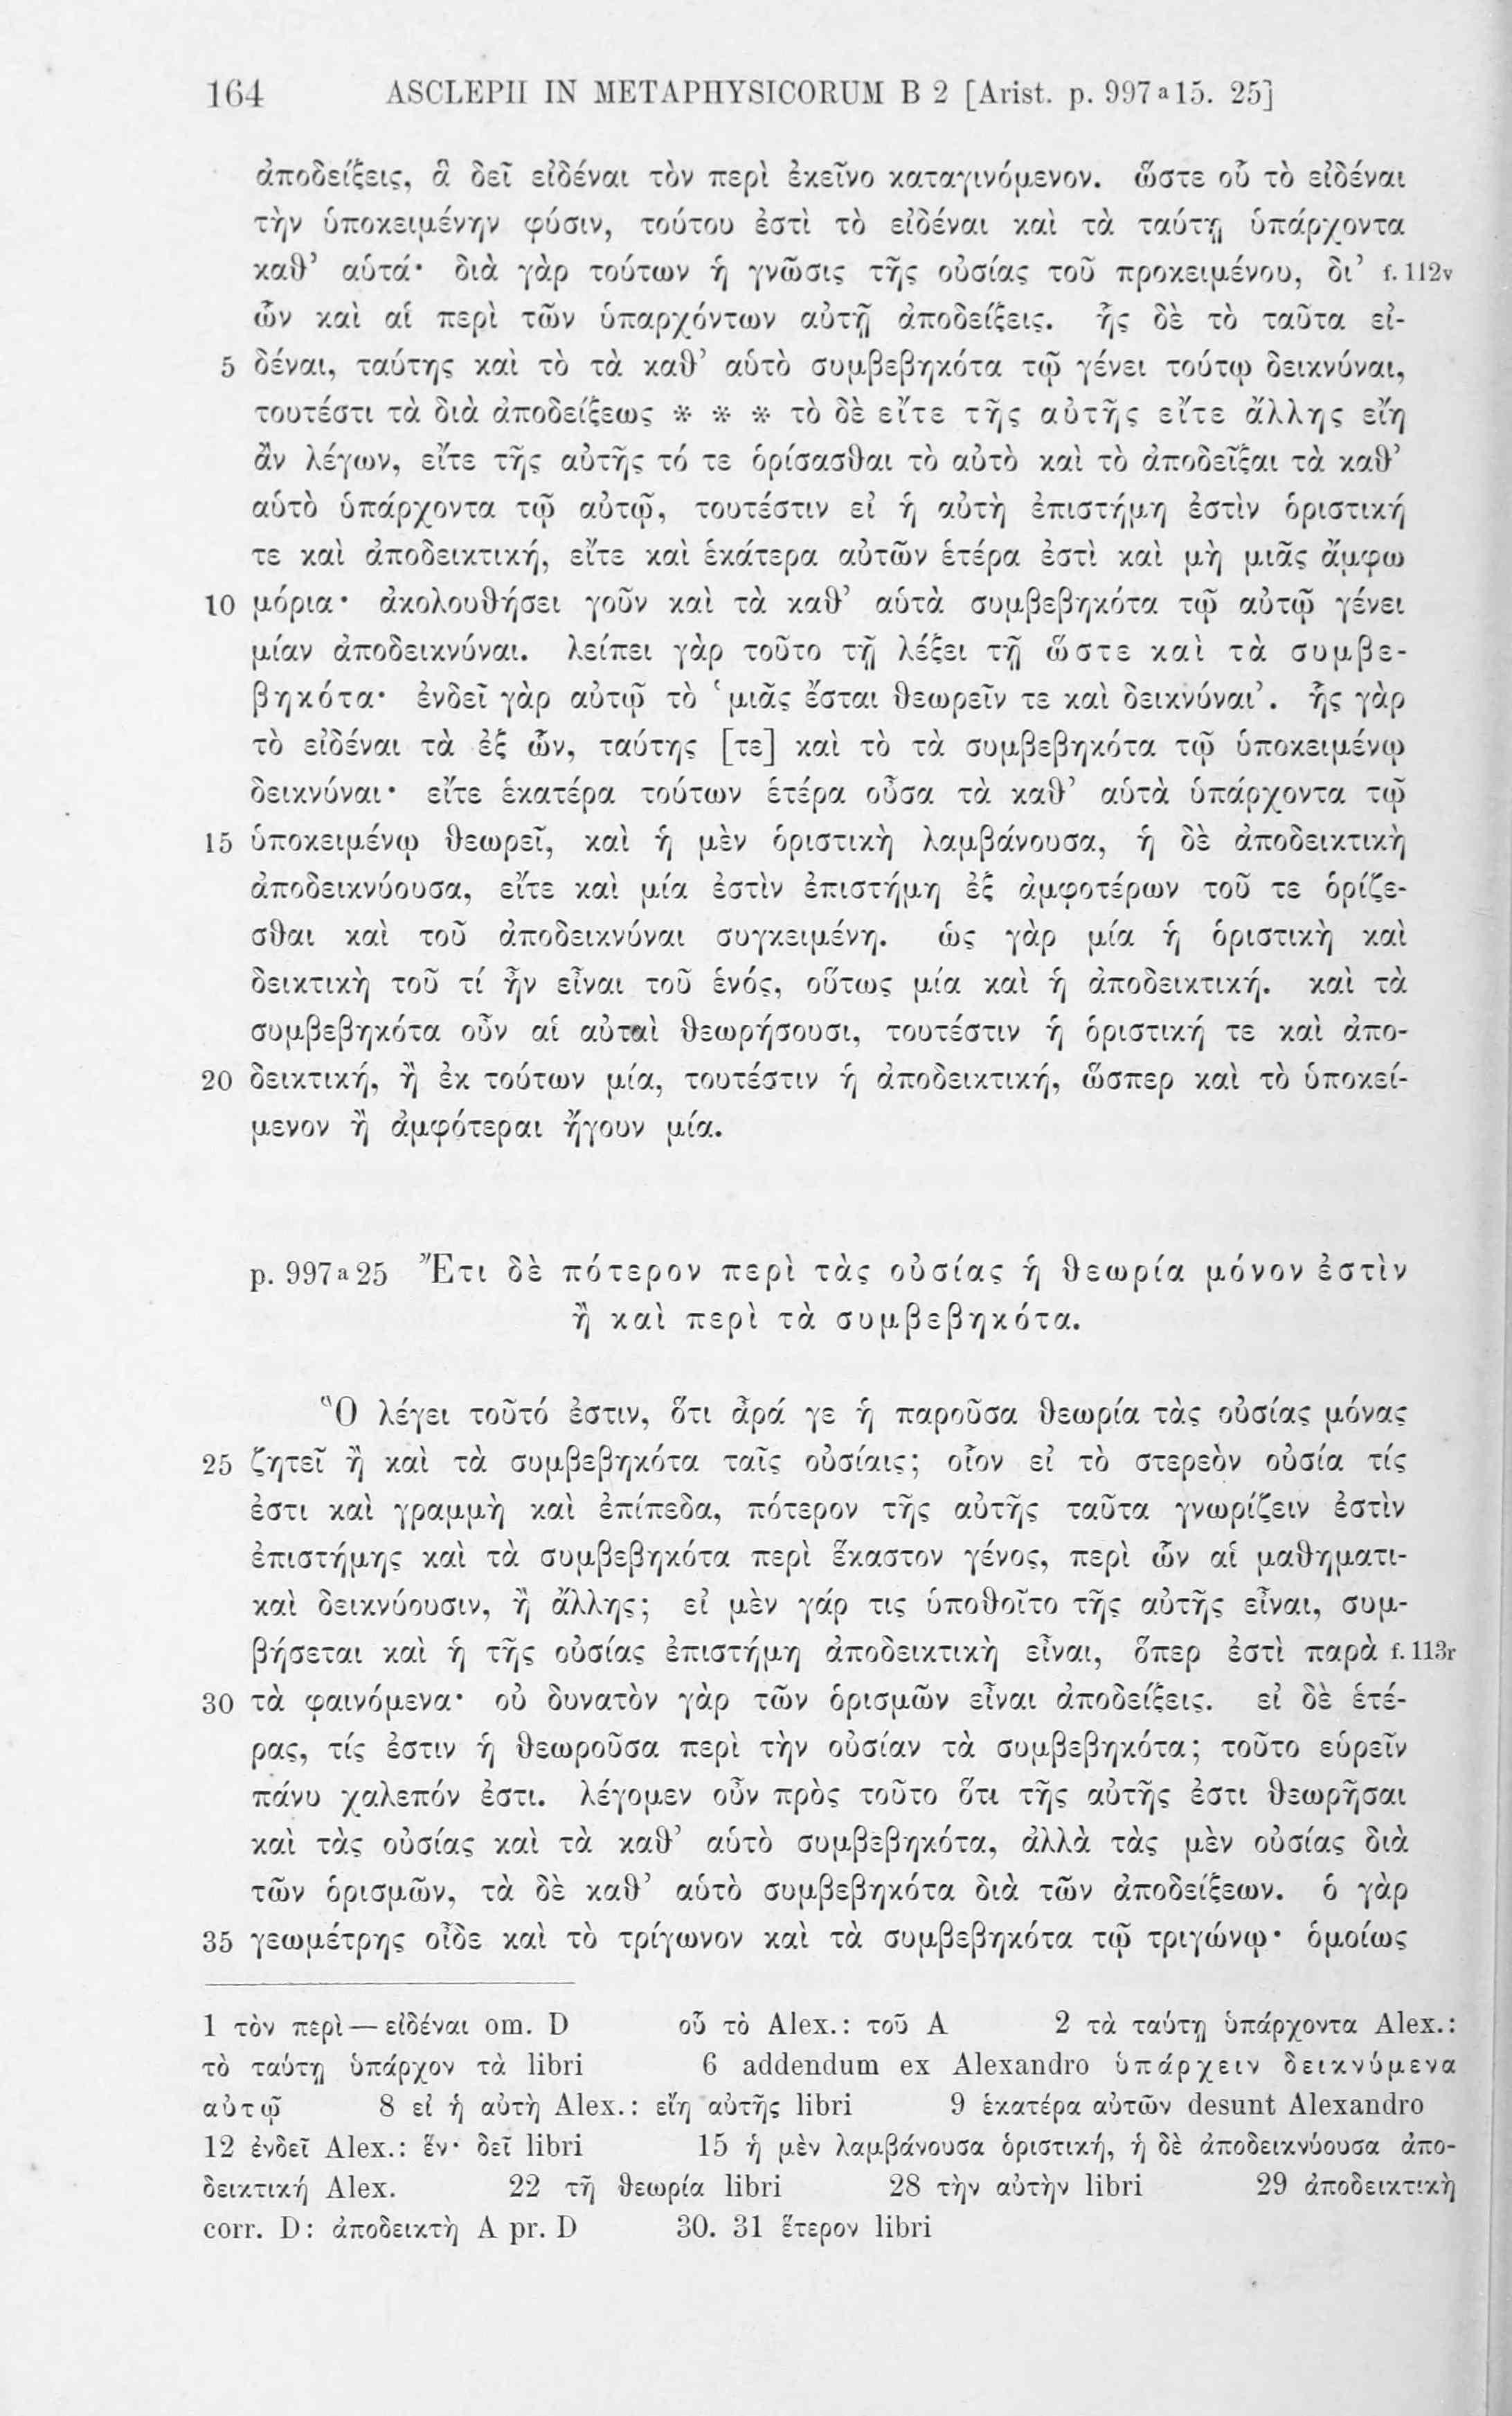 164 ASCLEPII IN METAPHYSICORUM B 2 [Arist. p. 997ᵃ15. 25]
ἀποδείξεις, ἃ δεῖ εἰδέναι τὸν περὶ ἐκεῖνο καταγινόμενον. ὥστε οὗ τὸ εἰδέναι
τὴν ὑποκειμένην φύσιν, τούτου ἐστὶ τὸ εἰδέναι καὶ τὰ ταύτῃ ὑπάρχοντα
καθ’ αὑτά· διὰ γὰρ τούτων ἡ γνῶσις τῆς οὐσίας τοῦ προκειμένου, δι’ f. 112v
ὧν καὶ αἱ περὶ τῶν ὑπαρχόντων αὐτῇ ἀποδείξεις. ἧς δὲ τὸ ταῦτα εἰ-
5 δέναι, ταύτης καὶ τὸ τὰ καθ’ αὑτὸ συμβεβηκότα τῷ γένει τούτῳ δεικνύναι,
τουτέστι τὰ διὰ ἀποδείξεως * * * τὸ δὲ εἴτε τῆς αὐτῆς εἴτε ἄλλης εἴη
ἂν λέγων, εἴτε τῆς αὐτῆς τό τε ὁρίσασθαι τὸ αὐτὸ καὶ τὸ ἀποδεῖξαι τὰ καθ’
αὑτὸ ὑπάρχοντα τῷ αὐτῷ, τουτέστιν εἰ ἡ αὐτὴ ἐπιστήμη ἐστὶν ὁριστική
τε καὶ ἀποδεικτική, εἴτε καὶ ἑκάτερα αὐτῶν ἑτέρα ἐστὶ καὶ μὴ μιᾶς ἄμφω
10 μόρια· ἀκολουθήσει γοῦν καὶ τὰ καθ’ αὑτὰ συμβεβηκότα τῷ αὐτῷ γένει
μίαν ἀποδεικνύναι. λείπει γὰρ τοῦτο τῇ λέξει τῇ ὥστε καὶ τὰ συμβε-
βηκότα· ἐνδεῖ γὰρ αὐτῷ τὸ ‘μιᾶς ἔσται θεωρεῖν τε καὶ δεικνύναι’. ἧς γὰρ
τὸ εἰδέναι τὰ ἐξ ὧν, ταύτης [τε] καὶ τὸ τὰ συμβεβηκότα τῷ ὑποκειμένῳ
δεικνύναι· εἴτε ἑκατέρα τούτων ἑτέρα οὖσα τὰ καθ’ αὑτὰ ὑπάρχοντα τῷ
15 ὑποκειμένῳ θεωρεῖ, καὶ ἡ μὲν ὁριστικὴ λαμβάνουσα, ἡ δὲ ἀποδεικτικὴ
ἀποδεικνύουσα, εἴτε καὶ μία ἐστὶν ἐπιστήμη ἐξ ἀμφοτέρων τοῦ τε ὁρίζε-
σθαι καὶ τοῦ ἀποδεικνύναι συγκειμένη. ὡς γὰρ μία ἡ ὁριστικὴ καὶ
δεικτικὴ τοῦ τί ἦν εἶναι τοῦ ἑνός, οὕτως μία καὶ ἡ ἀποδεικτική. καὶ τὰ
συμβεβηκότα οὖν αἱ αὐταὶ θεωρήσουσι, τουτέστιν ἡ ὁριστική τε καὶ ἀπο-
20 δεικτική, ἢ ἐκ τούτων μία, τουτέστιν ἡ ἀποδεικτική, ὥσπερ καὶ τὸ ὑποκεί-
μενον ἢ ἀμφότεραι ἤγουν μία.
p. 997ᵃ25 Ἔτι δὲ πότερον περὶ τὰς οὐσίας ἡ θεωρία μόνον ἐστὶν
ἢ καὶ περὶ τὰ συμβεβηκότα.
Ὃ λέγει τοῦτό ἐστιν, ὅτι ἆρά γε ἡ παροῦσα θεωρία τὰς οὐσίας μόνας
25 ζητεῖ ἢ καὶ τὰ συμβεβηκότα ταῖς οὐσίαις; οἷον εἰ τὸ στερεὸν οὐσία τίς
ἐστι καὶ γραμμὴ καὶ ἐπίπεδα, πότερον τῆς αὐτῆς ταῦτα γνωρίζειν ἐστὶν
ἐπιστήμης καὶ τὰ συμβεβηκότα περὶ ἕκαστον γένος, περὶ ὧν αἱ μαθηματι-
καὶ δεικνύουσιν, ἢ ἄλλης; εἰ μὲν γάρ τις ὑποθοῖτο τῆς αὐτῆς εἶναι, συμ-
βήσεται καὶ ἡ τῆς οὐσίας ἐπιστήμη ἀποδεικτικὴ εἶναι, ὅπερ ἐστὶ παρὰ f. 113r
30 τὰ φαινόμενα· οὐ δυνατὸν γὰρ τῶν ὁρισμῶν εἶναι ἀποδείξεις. εἰ δὲ ἑτέ-
ρας, τίς ἐστιν ἡ θεωροῦσα περὶ τὴν οὐσίαν τὰ συμβεβηκότα; τοῦτο εὑρεῖν
πάνυ χαλεπόν ἐστι. λέγομεν οὖν πρὸς τοῦτο ὅτι τῆς αὐτῆς ἐστι θεωρῆσαι
καὶ τὰς οὐσίας καὶ τὰ καθ’ αὑτὸ συμβεβηκότα, ἀλλὰ τὰς μὲν οὐσίας διὰ
τῶν ὁρισμῶν, τὰ δὲ καθ’ αὑτὸ συμβεβηκότα διὰ τῶν ἀποδείξεων. ὁ γὰρ
35 γεωμέτρης οἶδε καὶ τὸ τρίγωνον καὶ τὰ συμβεβηκότα τῷ τριγώνῳ· ὁμοίως
1 τὸν περὶ — εἰδέναι om. D οὗ τὸ Alex.: τοῦ A 2 τὰ ταύτῃ ὑπάρχοντα Alex.:
τὸ ταύτῃ ὑπάρχον τὰ libri 6 addendum ex Alexandro ὑπάρχειν δεικνύμενα
αὐτῷ 8 εἰ ἡ αὐτὴ Alex.: εἴη αὐτῆς libri 9 ἑκατέρα αὐτῶν desunt Alexandro
12 ἐνδεῖ Alex.: ἕν· δεῖ libri 15 ἡ μὲν λαμβάνουσα ὁριστική, ἡ δὲ ἀποδεικνύουσα ἀπο-
δεικτική Alex. 22 τῇ θεωρία libri 28 τὴν αὐτὴν libri 29 ἀποδεικτικὴ
corr. D: ἀποδεικτὴ A pr. D 30. 31 ἕτερον libri